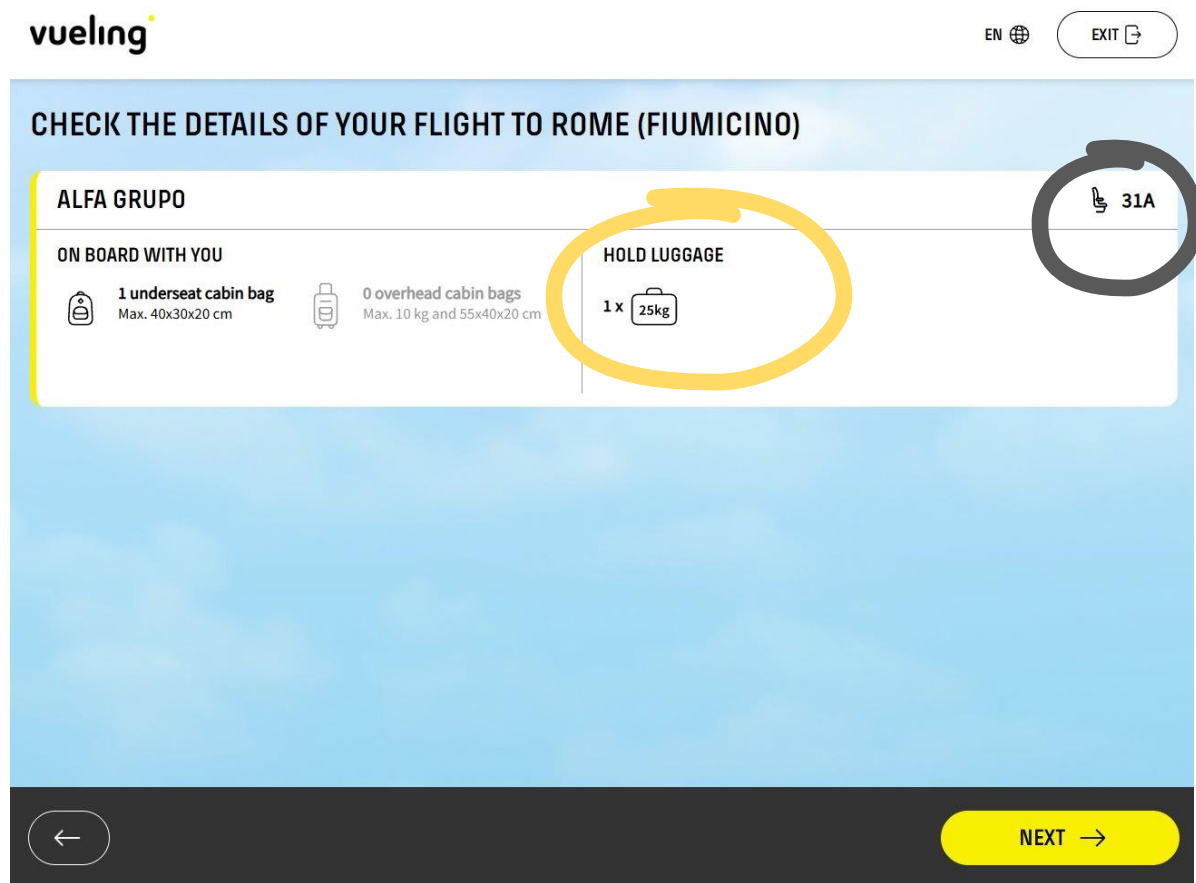 vueling
EN
EXIT
CHECK THE DETAILS OF YOUR FLIGHT TO ROME (FIUMICINO)
ALFA GRUPO
31A
ON BOARD WITH YOU
1 underseat cabin bag
Max. 40x30x20 cm
0 overhead cabin bags
Max. 10 kg and 55x40x20 cm
HOLD LUGGAGE
1 x 25kg
NEXT